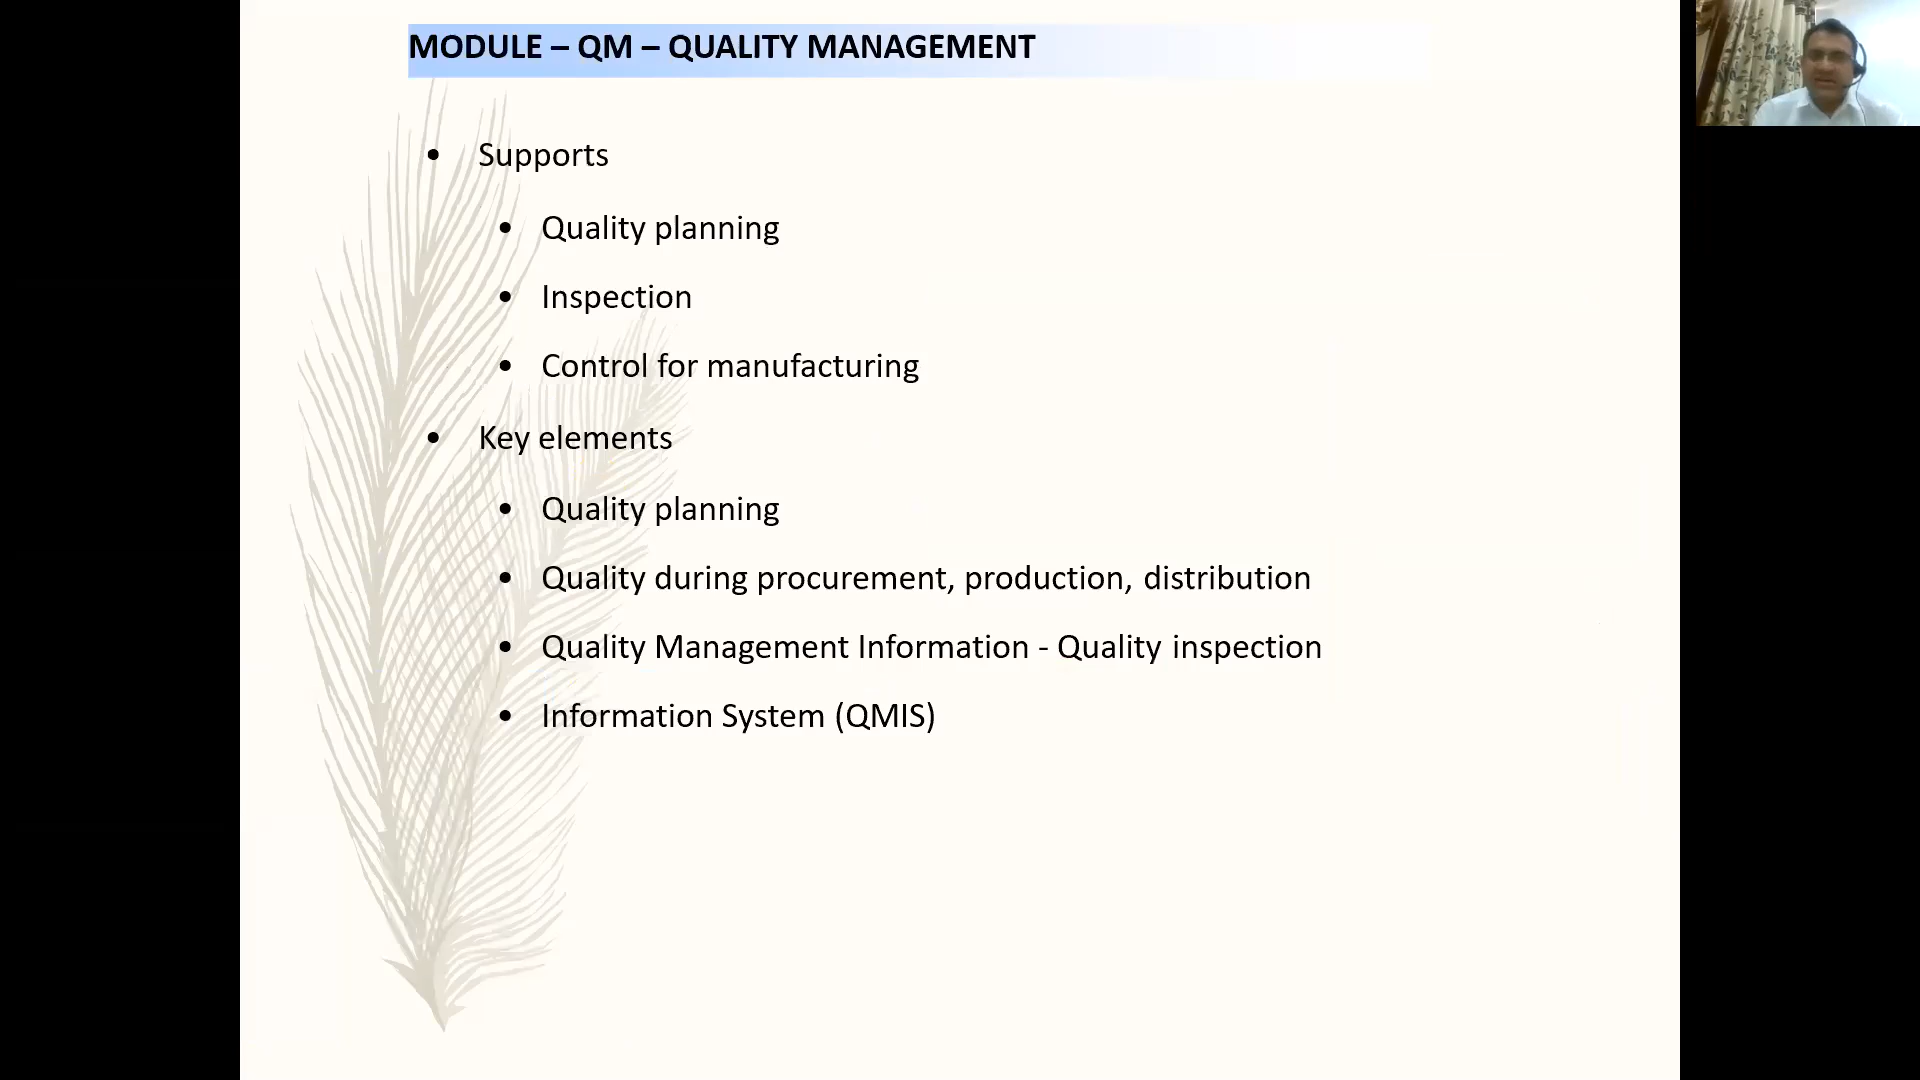 MODULE – QM – QUALITY MANAGEMENT
• Supports
• Quality planning
• Inspection
• Control for manufacturing
• Key elements
• Quality planning
• Quality during procurement, production, distribution
• Quality Management Information - Quality inspection
• Information System (QMIS)